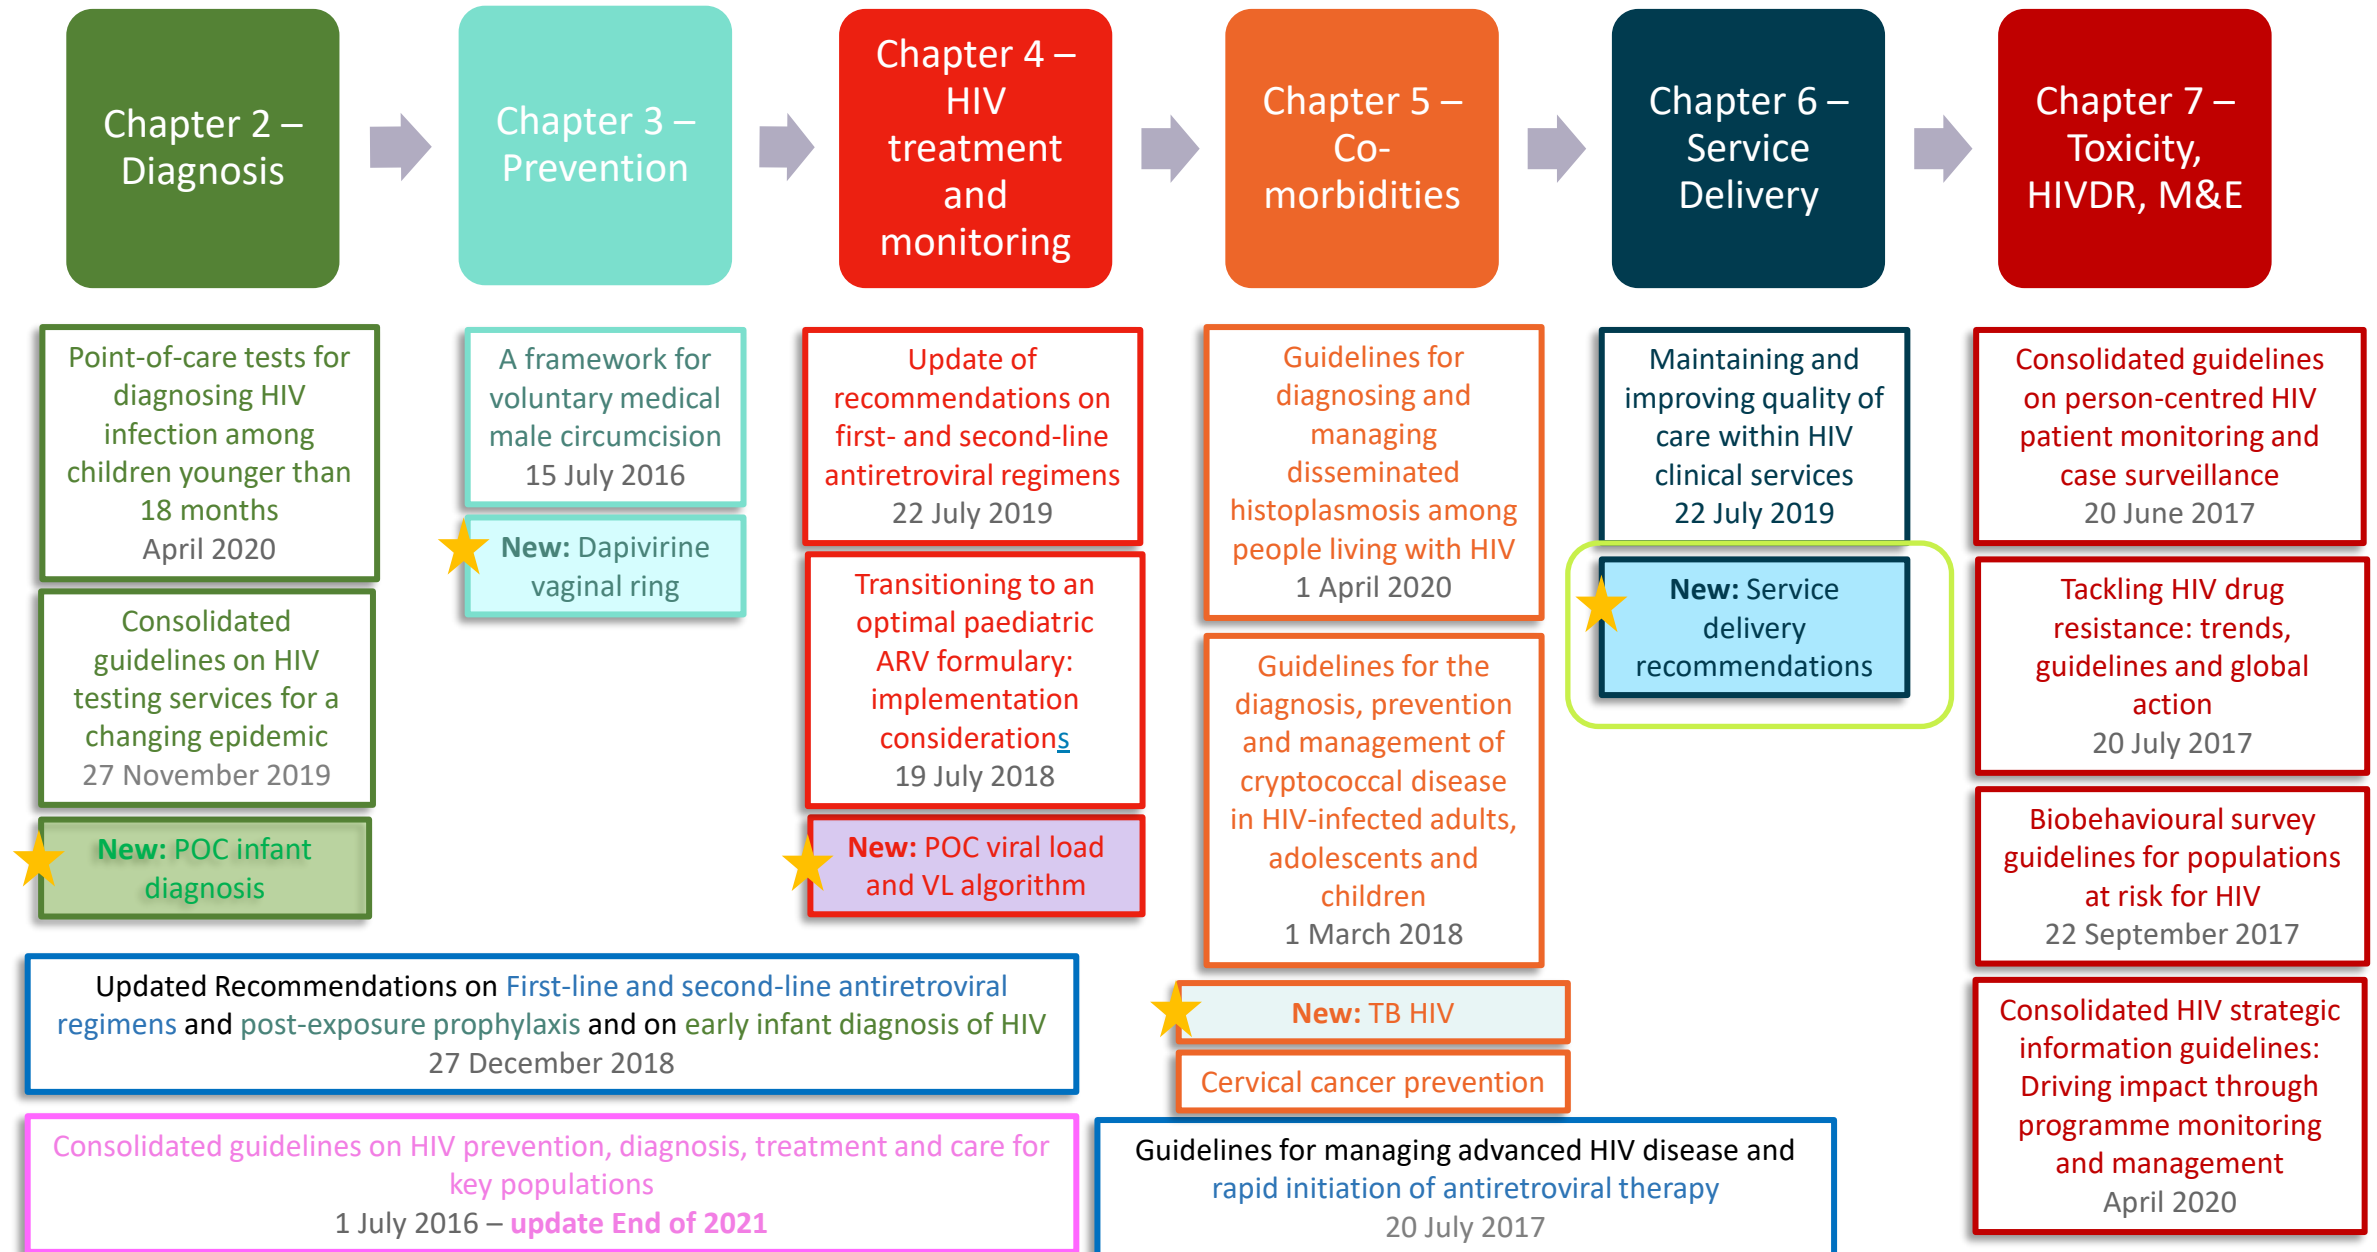 Chapter 2 –
Diagnosis
Chapter 3 –
Prevention
Chapter 4 –
HIV
treatment
and
monitoring
Chapter 5 –
Co-
morbidities
Chapter 6 –
Service
Delivery
Chapter 7 –
Toxicity,
HIVDR, M&E
Point-of-care tests for
diagnosing HIV
infection among
children younger than
18 months
April 2020
Consolidated
guidelines on HIV
testing services for a
changing epidemic
27 November 2019
New: POC infant
diagnosis
A framework for
voluntary medical
male circumcision
15 July 2016
New: Dapivirine
vaginal ring
Update of
recommendations on
first- and second-line
antiretroviral regimens
22 July 2019
Transitioning to an
optimal paediatric
ARV formulary:
implementation
considerations
19 July 2018
New: POC viral load
and VL algorithm
Guidelines for
diagnosing and
managing
disseminated
histoplasmosis among
people living with HIV
1 April 2020
Guidelines for the
diagnosis, prevention
and management of
cryptococcal disease
in HIV-infected adults,
adolescents and
children
1 March 2018
New: TB HIV
Cervical cancer prevention
Maintaining and
improving quality of
care within HIV
clinical services
22 July 2019
New: Service
delivery
recommendations
Consolidated guidelines
on person-centred HIV
patient monitoring and
case surveillance
20 June 2017
Tackling HIV drug
resistance: trends,
guidelines and global
action
20 July 2017
Biobehavioural survey
guidelines for populations
at risk for HIV
22 September 2017
Consolidated HIV strategic
information guidelines:
Driving impact through
programme monitoring
and management
April 2020
Updated Recommendations on First-line and second-line antiretroviral
regimens and post-exposure prophylaxis and on early infant diagnosis of HIV
27 December 2018
Consolidated guidelines on HIV prevention, diagnosis, treatment and care for
key populations
1 July 2016 – update End of 2021
Guidelines for managing advanced HIV disease and
rapid initiation of antiretroviral therapy
20 July 2017